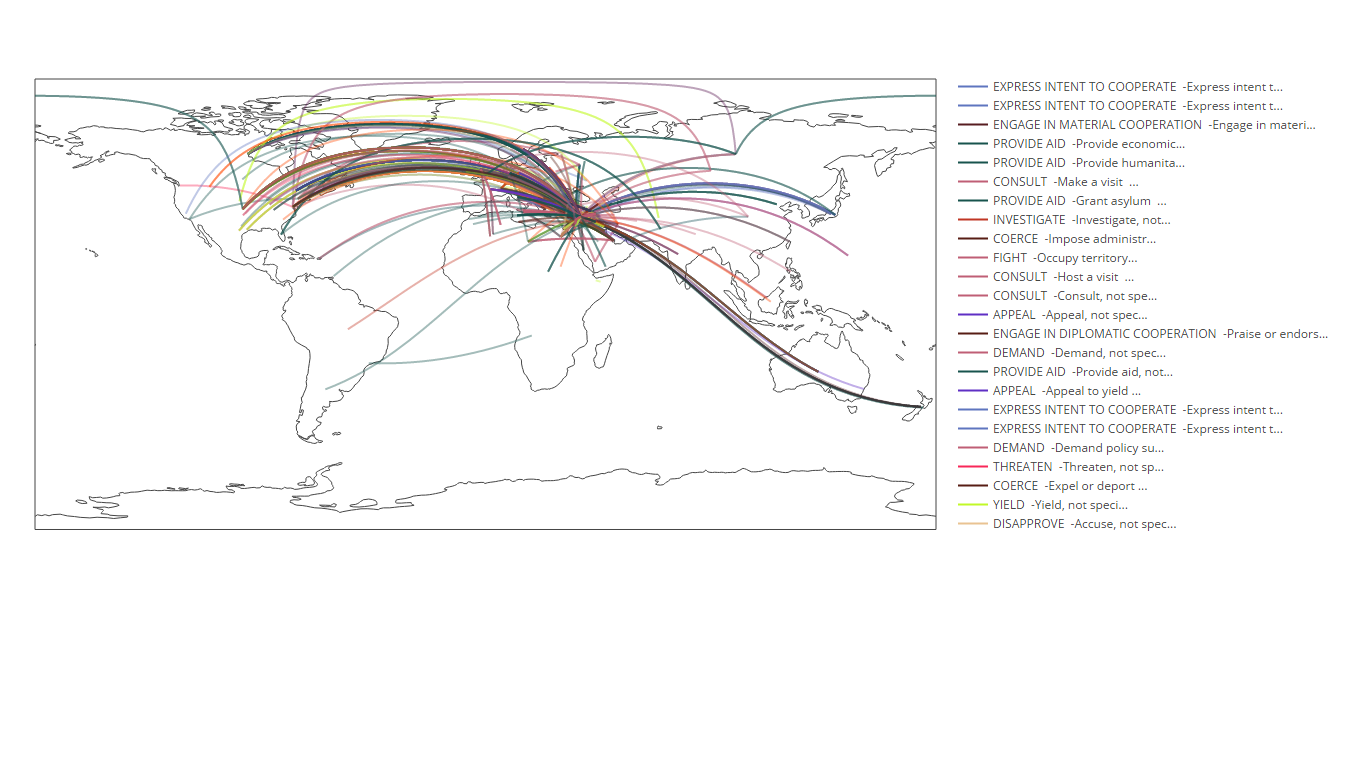 EXPRESS INTENT TO COOPERATE -Express intent t...
EXPRESS INTENT TO COOPERATE -Express intent t...
ENGAGE IN MATERIAL COOPERATION -Engage in materi...
PROVIDE AID -Provide economic...
PROVIDE AID -Provide humanita...
CONSULT -Make a visit ...
PROVIDE AID -Grant asylum ...
INVESTIGATE -Investigate, not...
COERCE -Impose administr...
FIGHT -Occupy territory...
CONSULT -Host a visit ...
CONSULT -Consult, not spe...
APPEAL -Appeal, not spec...
ENGAGE IN DIPLOMATIC COOPERATION -Praise or endors...
DEMAND -Demand, not spec...
PROVIDE AID -Provide aid, not...
APPEAL -Appeal to yield ...
EXPRESS INTENT TO COOPERATE -Express intent t...
EXPRESS INTENT TO COOPERATE -Express intent t...
DEMAND -Demand policy su...
THREATEN -Threaten, not sp...
COERCE -Expel or deport ...
YIELD -Yield, not speci...
DISAPPROVE -Accuse, not spec...